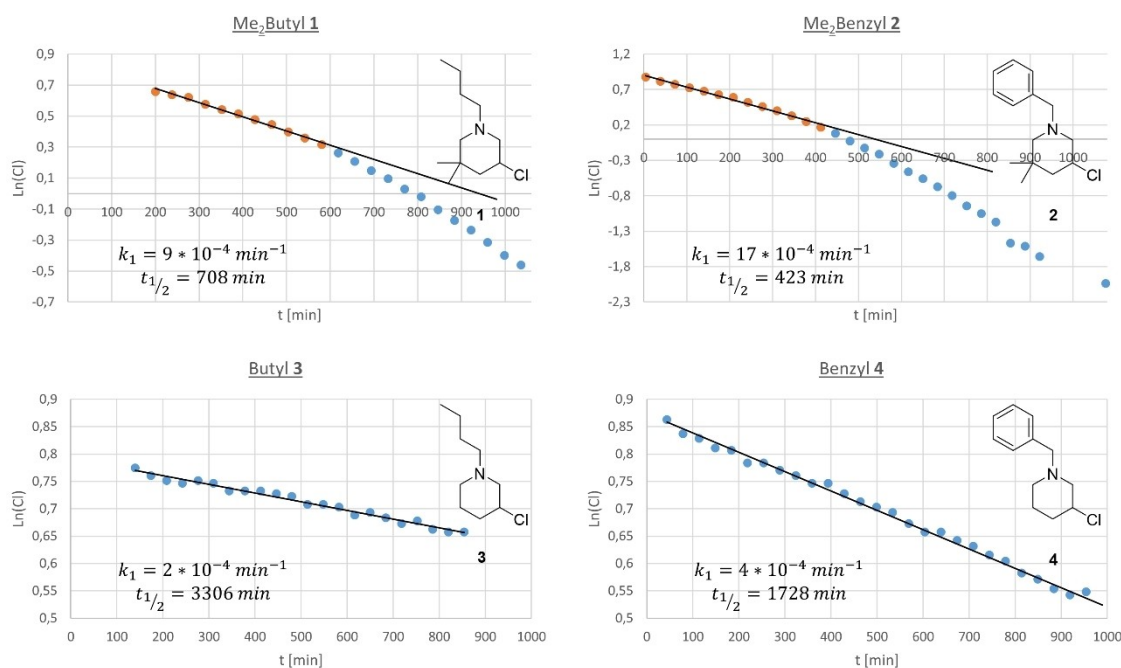 Me2Butyl 1
0,9
0,7
0,5
0,3
0,1
-0,1
-0,3
-0,5
-0,7
Ln(Cl)
0 100 200 300 400 500 600 700 800 900 1000
t [min]
N
Cl
1
k₁ = 9 * 10⁻⁴ min⁻¹
t₁/₂ = 708 min
Me2Benzyl 2
1,2
0,7
0,2
-0,3
-0,8
-1,3
-1,8
-2,3
Ln(Cl)
0 100 200 300 400 500 600 700 800 900 1000
t [min]
N
Cl
2
k₁ = 17 * 10⁻⁴ min⁻¹
t₁/₂ = 423 min
Butyl 3
0,9
0,85
0,8
0,75
0,7
0,65
0,6
0,55
0,5
Ln(Cl)
0 100 200 300 400 500 600 700 800 900 1000
t [min]
N
Cl
3
k₁ = 2 * 10⁻⁴ min⁻¹
t₁/₂ = 3306 min
Benzyl 4
0,9
0,85
0,8
0,75
0,7
0,65
0,6
0,55
0,5
Ln(Cl)
0 100 200 300 400 500 600 700 800 900 1000
t [min]
N
Cl
4
k₁ = 4 * 10⁻⁴ min⁻¹
t₁/₂ = 1728 min